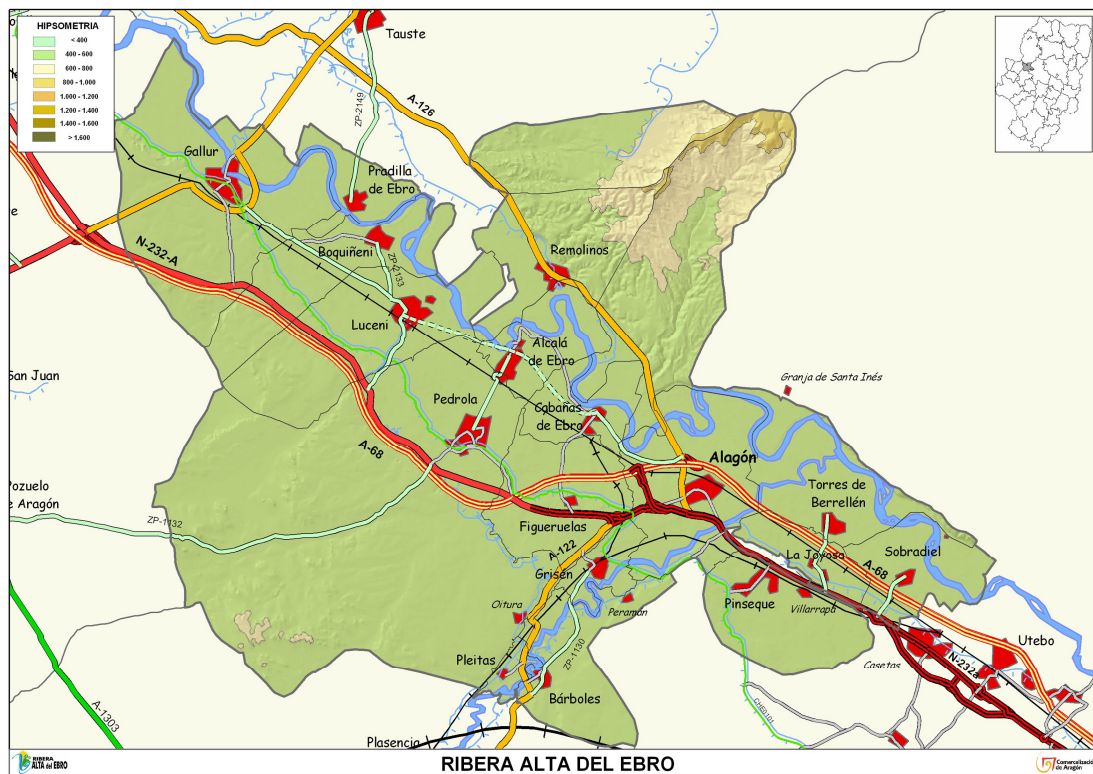 HIPSOMETRIA
< 400
400 - 600
600 - 800
800 - 1.000
1.000 - 1.200
1.200 - 1.400
1.400 - 1.600
> 1.600
Tauste
ZP-2149
A-126
Gallur
Pradilla
de Ebro
N-232-A
Boquiñeni
ZP-2133
Remolinos
Luceni
Alcalá
de Ebro
San Juan
Granja de Santa Inés
Pedrola
Cabañas
de Ebro
A-68
Alagón
Pozuelo
de Aragón
Torres de
Berrellén
ZP-1132
Figueruelas
A-122
La Joyosa
Sobradiel
A-68
Grisén
Oitura
Peramán
Pinseque
Villarrapa
Utebo
Pleitas
ZP-1130
Casetas
N-232a
Bárboles
A-1303
Plasencia
RIBERA
ALTA del EBRO
RIBERA ALTA DEL EBRO
Comarcalización
de Aragón